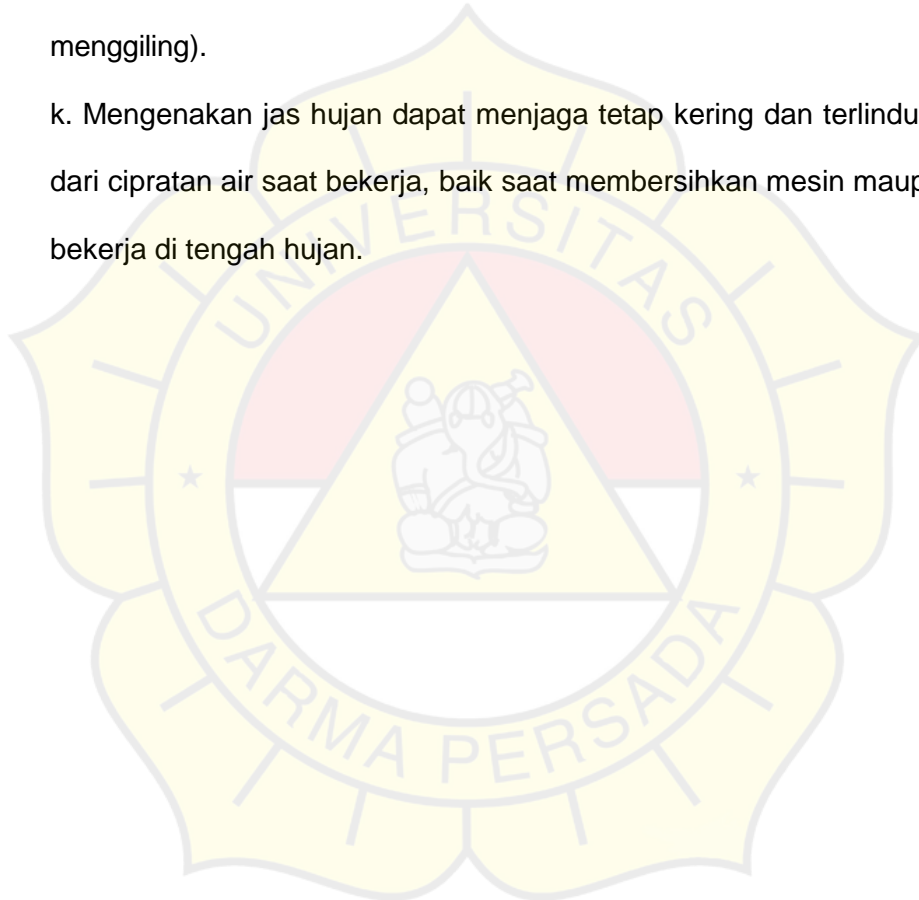 menggiling).
k. Mengenakan jas hujan dapat menjaga tetap kering dan terlindu
dari cipratan air saat bekerja, baik saat membersihkan mesin maup
bekerja di tengah hujan.
UNIVERSITAS
DARMA PERSADA